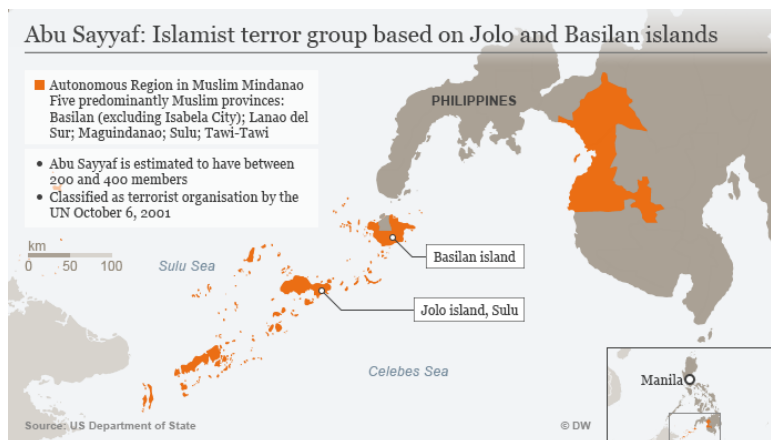 Abu Sayyaf: Islamist terror group based on Jolo and Basilan islands
Autonomous Region in Muslim Mindanao
Five predominantly Muslim provinces:
Basilan (excluding Isabela City); Lanao del
Sur; Maguindanao; Sulu; Tawi-Tawi
• Abu Sayyaf is estimated to have between
200 and 400 members
• Classified as terrorist organisation by the
UN October 6, 2001
PHILIPPINES
km
0 50 100
Sulu Sea
Basilan island
Jolo island, Sulu
Celebes Sea
Manila
Source: US Department of State
© DW